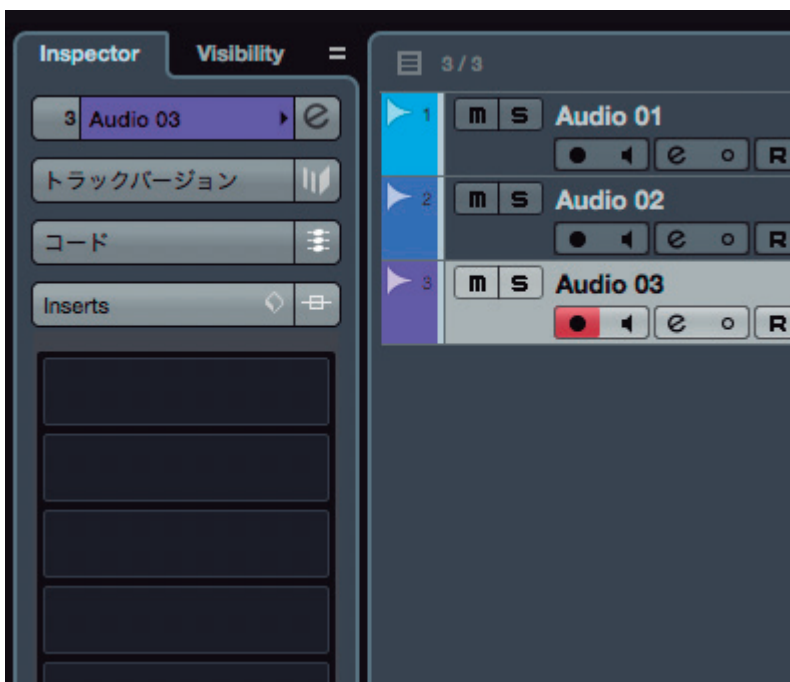 Inspector
Visibility
3/3
3 Audio 03
トラックバージョン
コード
Inserts
1 m S Audio 01
e R
2 m S Audio 02
e R
3 m S Audio 03
e R